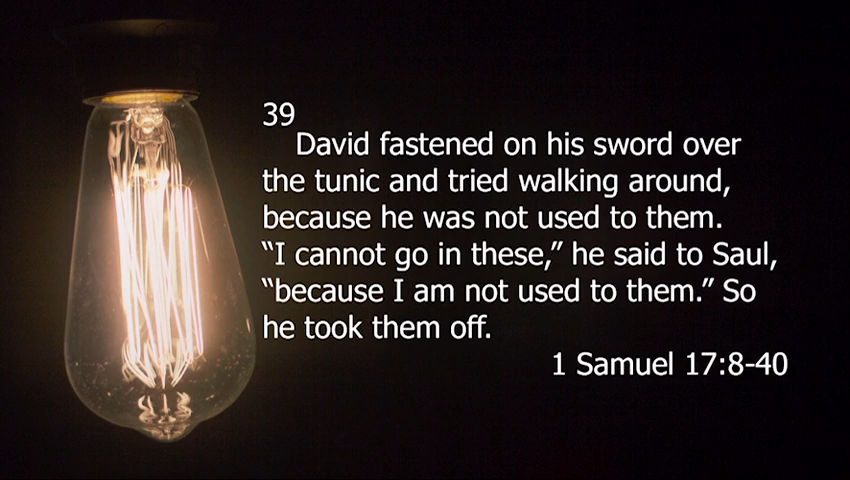 39
David fastened on his sword over
the tunic and tried walking around,
because he was not used to them.
“I cannot go in these,” he said to Saul,
“because I am not used to them.” So
he took them off.
1 Samuel 17:8-40